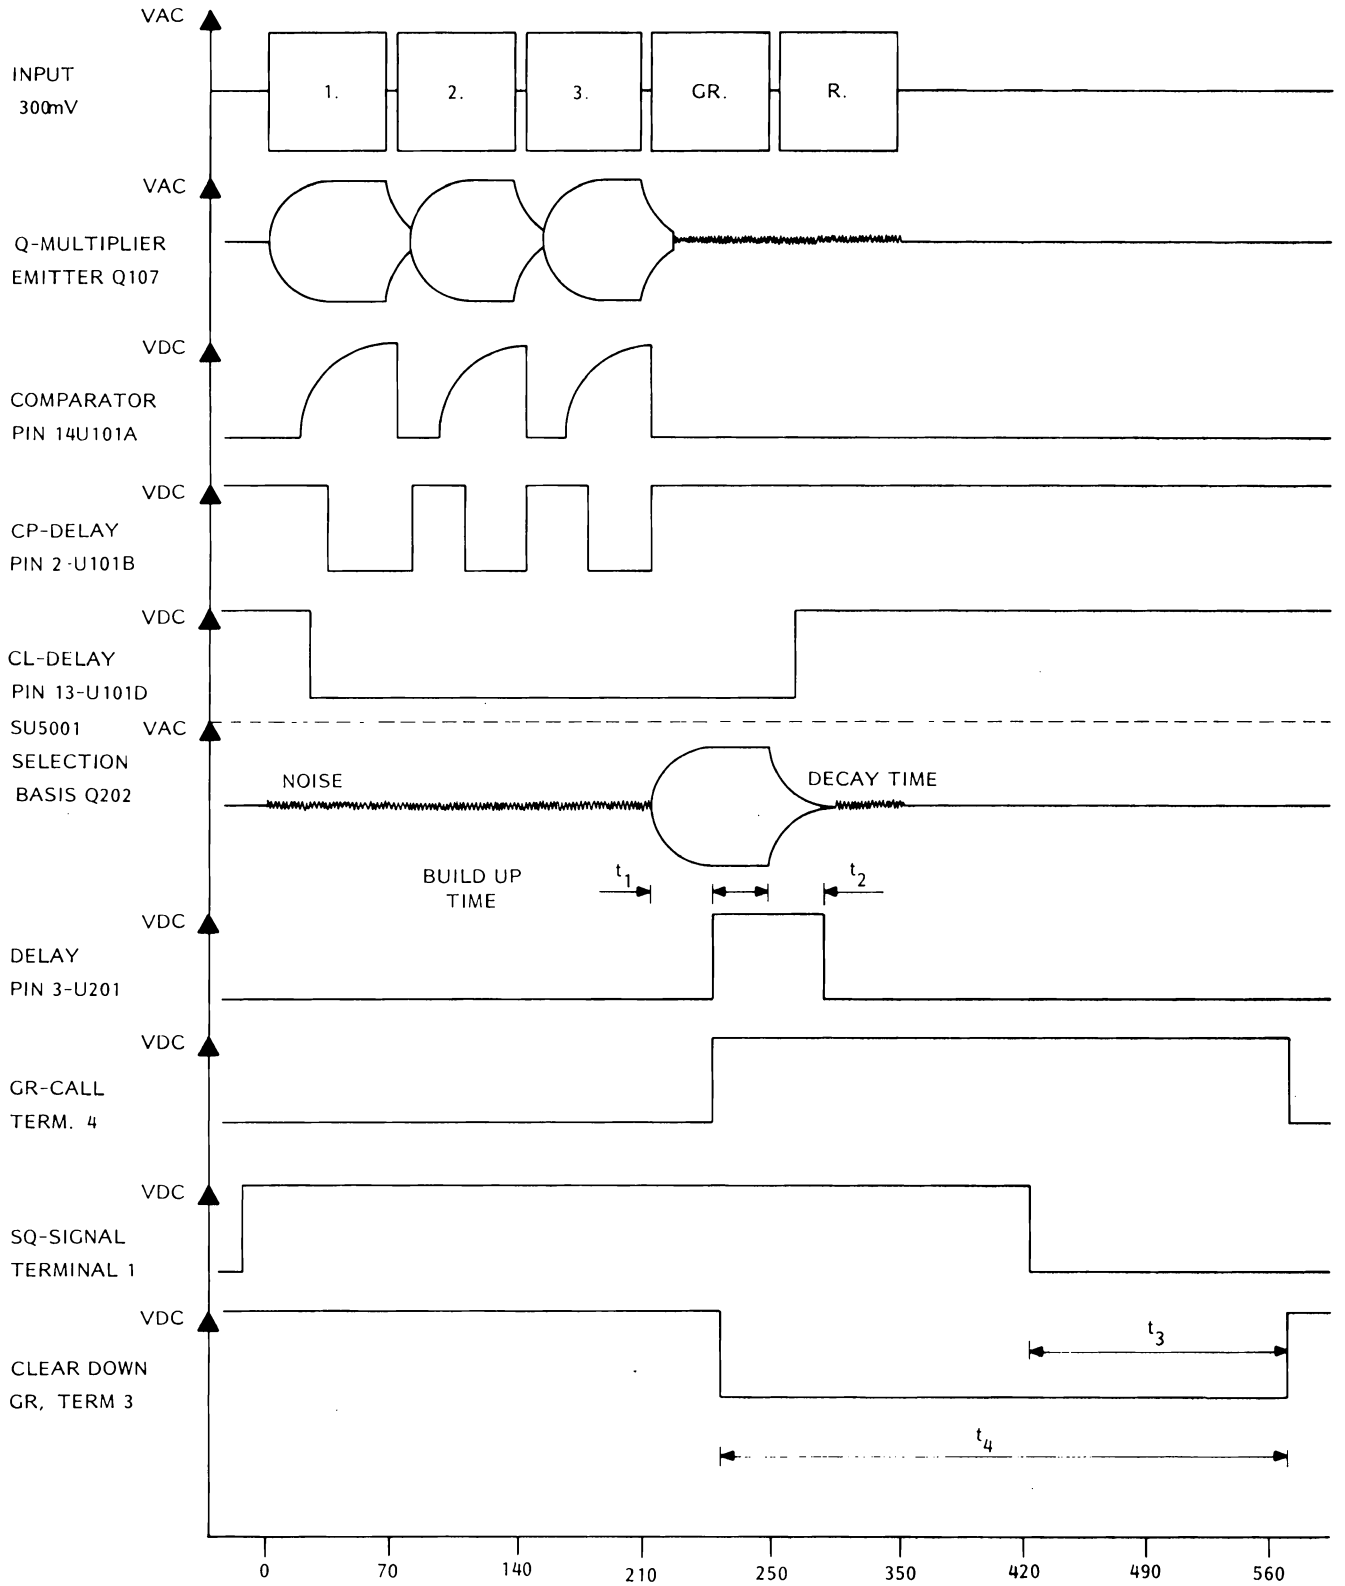 VAC
INPUT
300mV
1.
2.
3.
GR.
R.
VAC
Q-MULTIPLIER
EMITTER Q107
VDC
COMPARATOR
PIN 14U101A
VDC
CP-DELAY
PIN 2-U101B
VDC
CL-DELAY
PIN 13-U101D
SU5001 VAC
SELECTION
BASIS Q202
NOISE
DECAY TIME
BUILD UP
TIME
t1
t2
VDC
DELAY
PIN 3-U201
VDC
GR-CALL
TERM. 4
VDC
SQ-SIGNAL
TERMINAL 1
VDC
CLEAR DOWN
GR, TERM 3
t3
t4
0 70 140 210 250 350 420 490 560